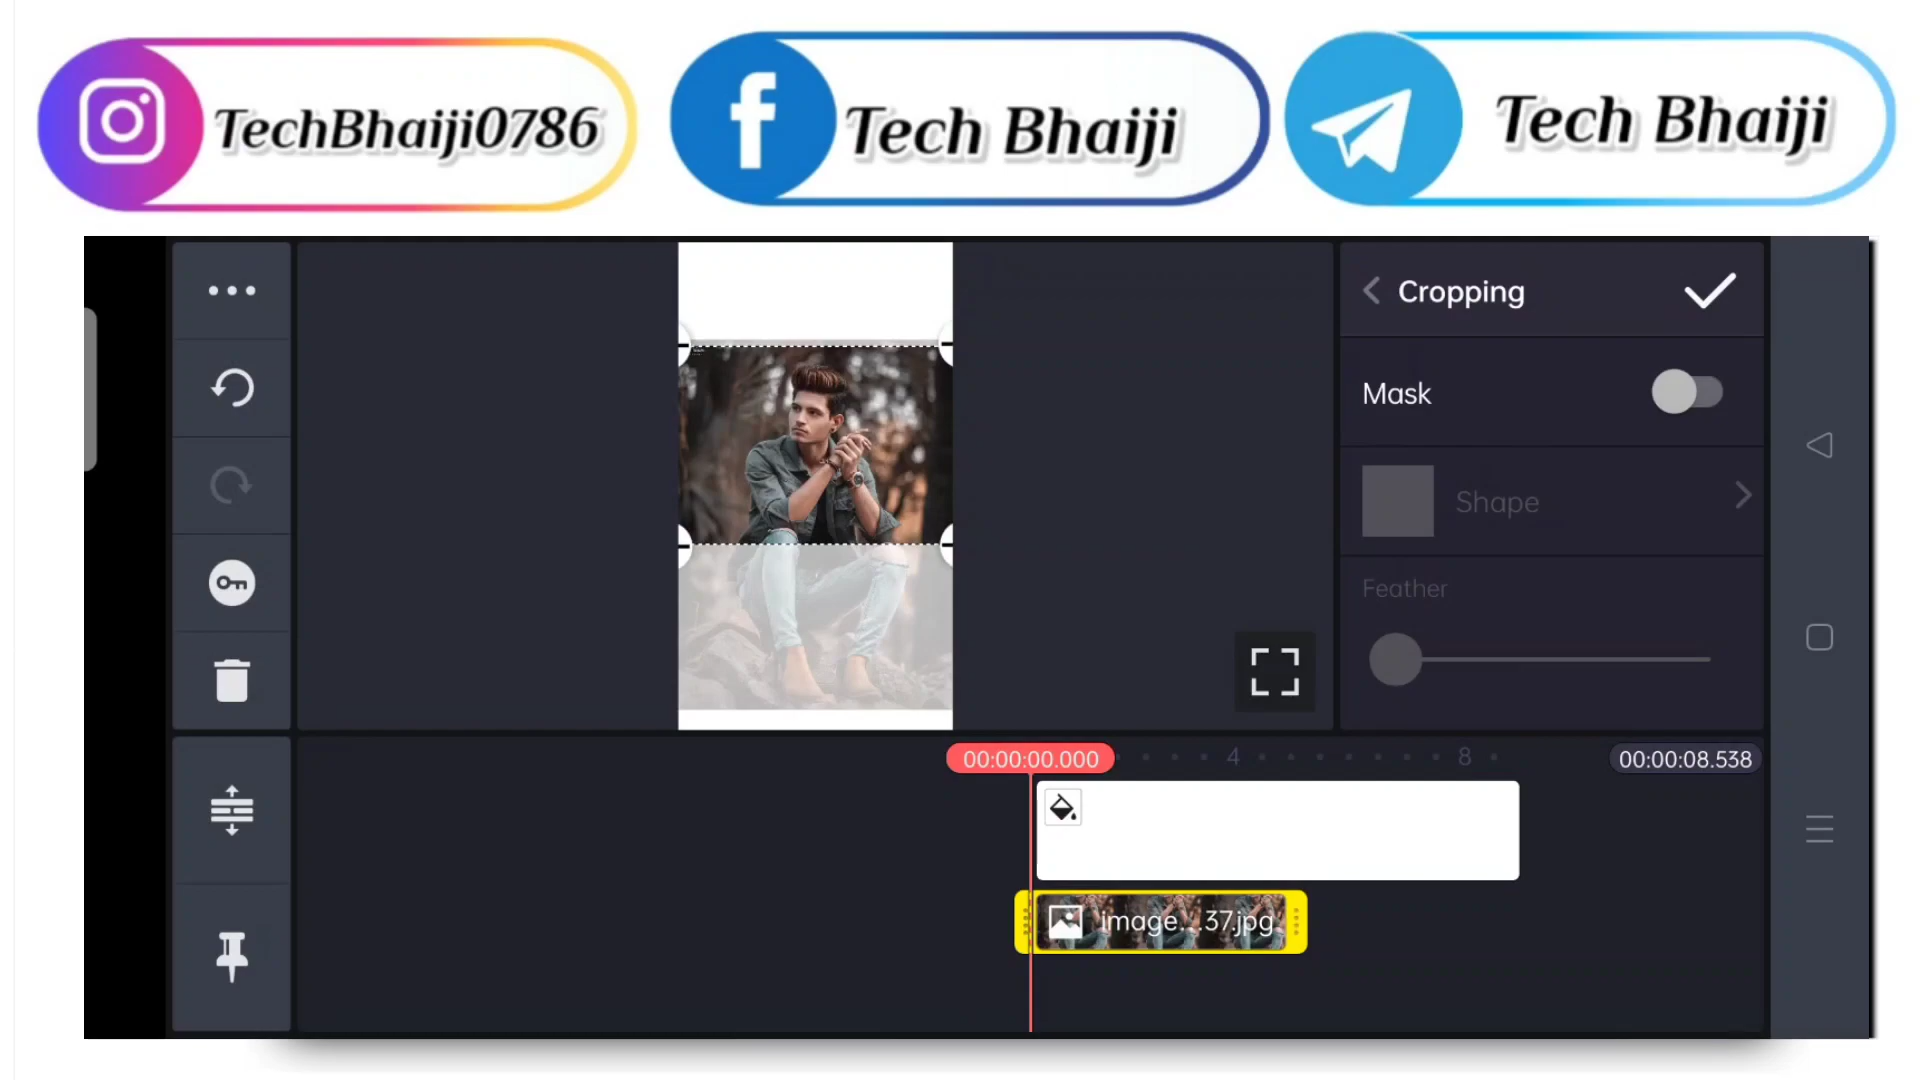 TechBhaiji0786
Tech Bhaiji
Tech Bhaiji
Cropping
Mask
Shape
Feather
00:00:00.000
4
8
00:00:08.538
image...37.jpg